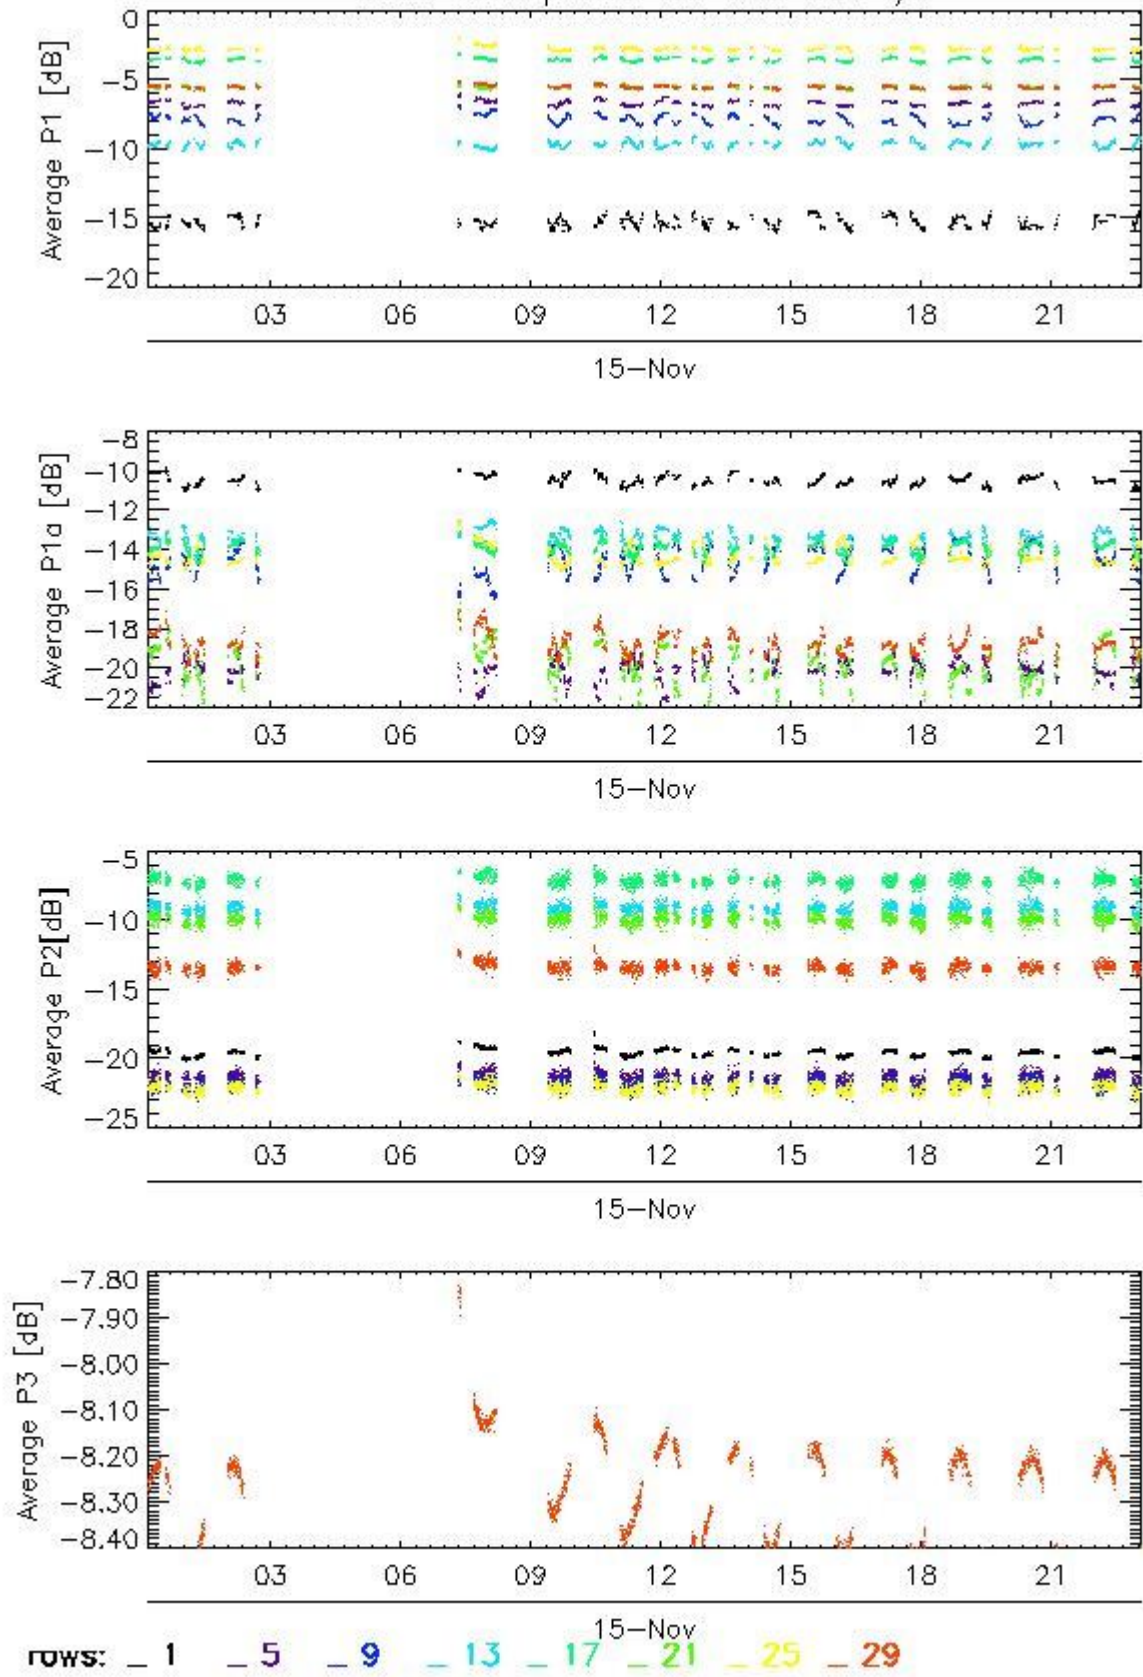 0
−5
−10
−15
−20
Average P1 [dB]
03 06 09 12 15 18 21
15−Nov
−8
−10
−12
−14
−16
−18
−20
−22
Average P1a [dB]
03 06 09 12 15 18 21
15−Nov
−5
−10
−15
−20
−25
Average P2[dB]
03 06 09 12 15 18 21
15−Nov
−7.80
−7.90
−8.00
−8.10
−8.20
−8.30
−8.40
Average P3 [dB]
03 06 09 12 15 18 21
15−Nov
rows: _ 1 _ 5 _ 9 _ 13 _ 17 _ 21 _ 25 _ 29